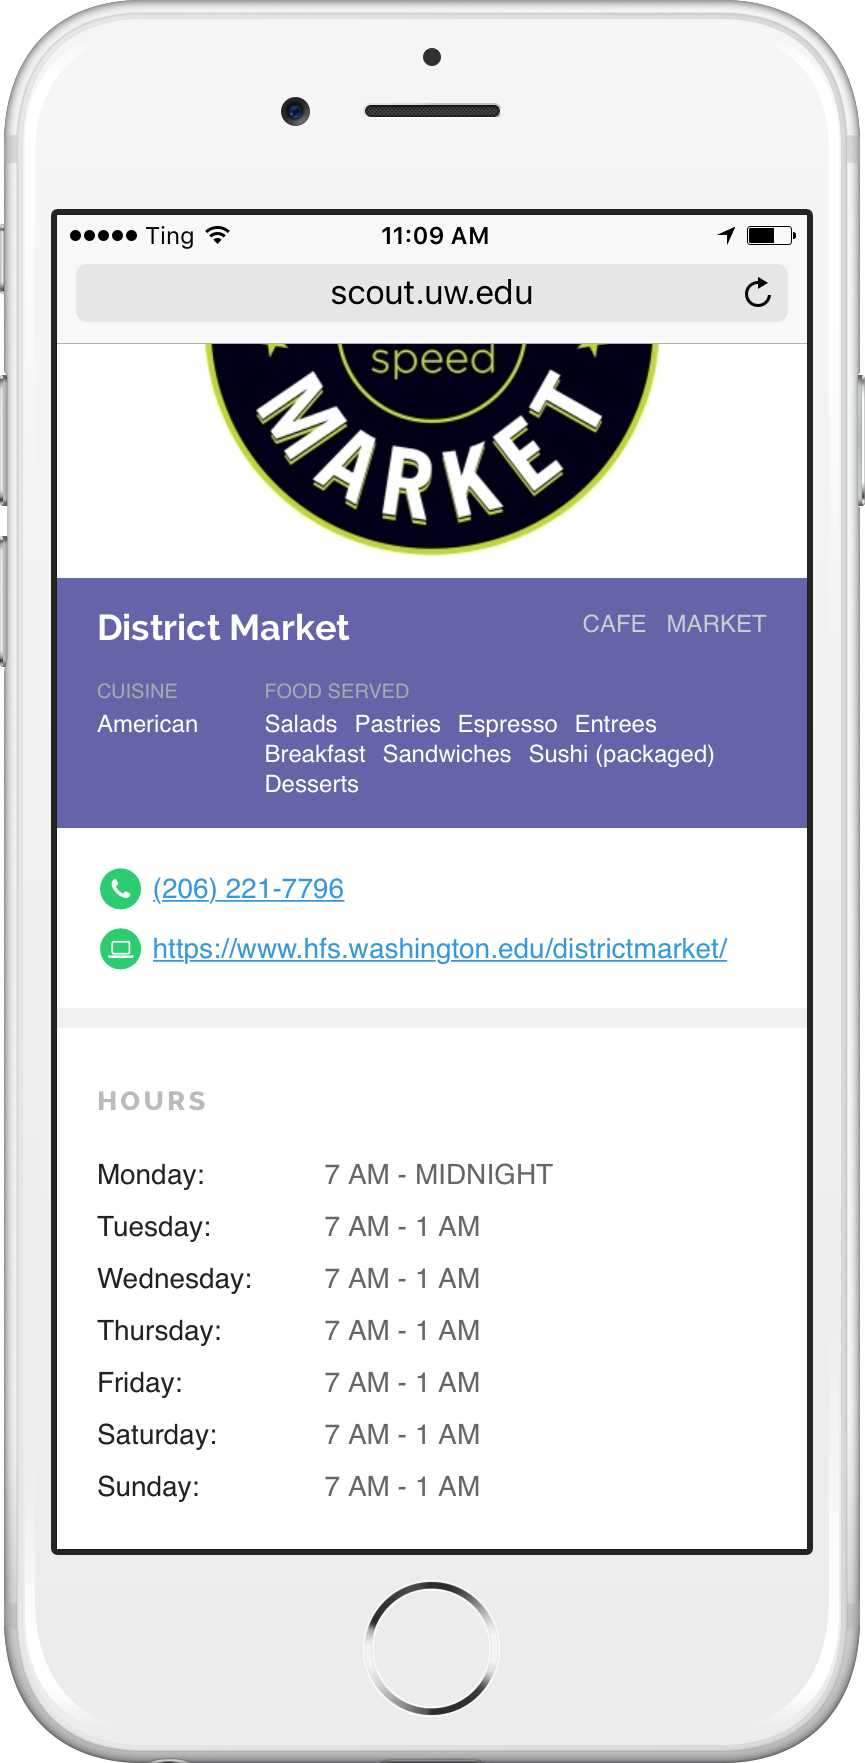 Ting 11:09 AM
scout.uw.edu
speed
MARKET
District Market CAFE MARKET
CUISINE FOOD SERVED
American Salads Pastries Espresso Entrees
Breakfast Sandwiches Sushi (packaged)
Desserts
(206) 221-7796
https://www.hfs.washington.edu/districtmarket/
HOURS
Monday: 7 AM - MIDNIGHT
Tuesday: 7 AM - 1 AM
Wednesday: 7 AM - 1 AM
Thursday: 7 AM - 1 AM
Friday: 7 AM - 1 AM
Saturday: 7 AM - 1 AM
Sunday: 7 AM - 1 AM